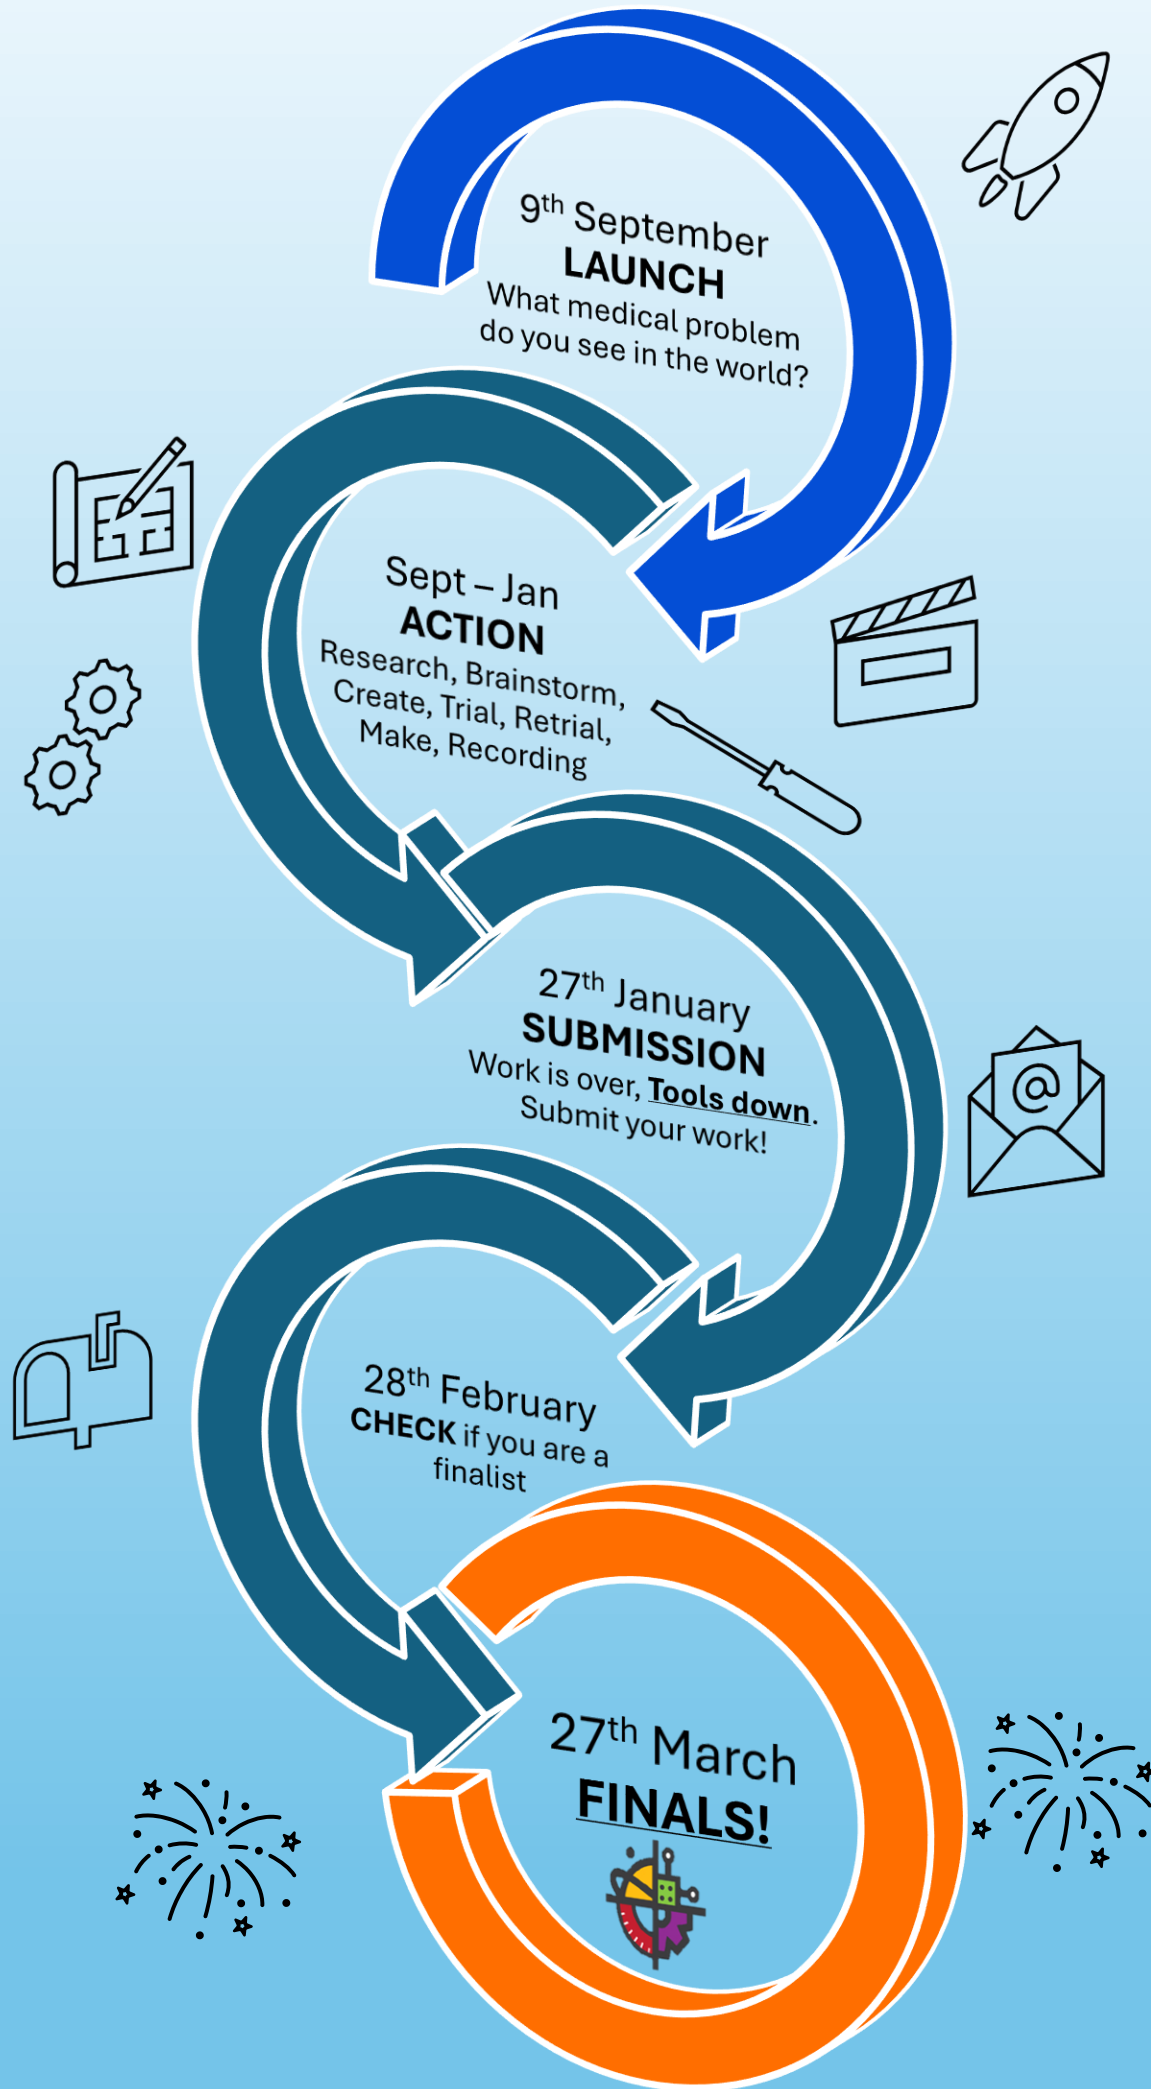 9th September
LAUNCH
What medical problem
do you see in the world?
Sept – Jan
ACTION
Research, Brainstorm,
Create, Trial, Retrial,
Make, Recording
27th January
SUBMISSION
Work is over, Tools down.
Submit your work!
@
28th February
CHECK if you are a
finalist
27th March
FINALS!